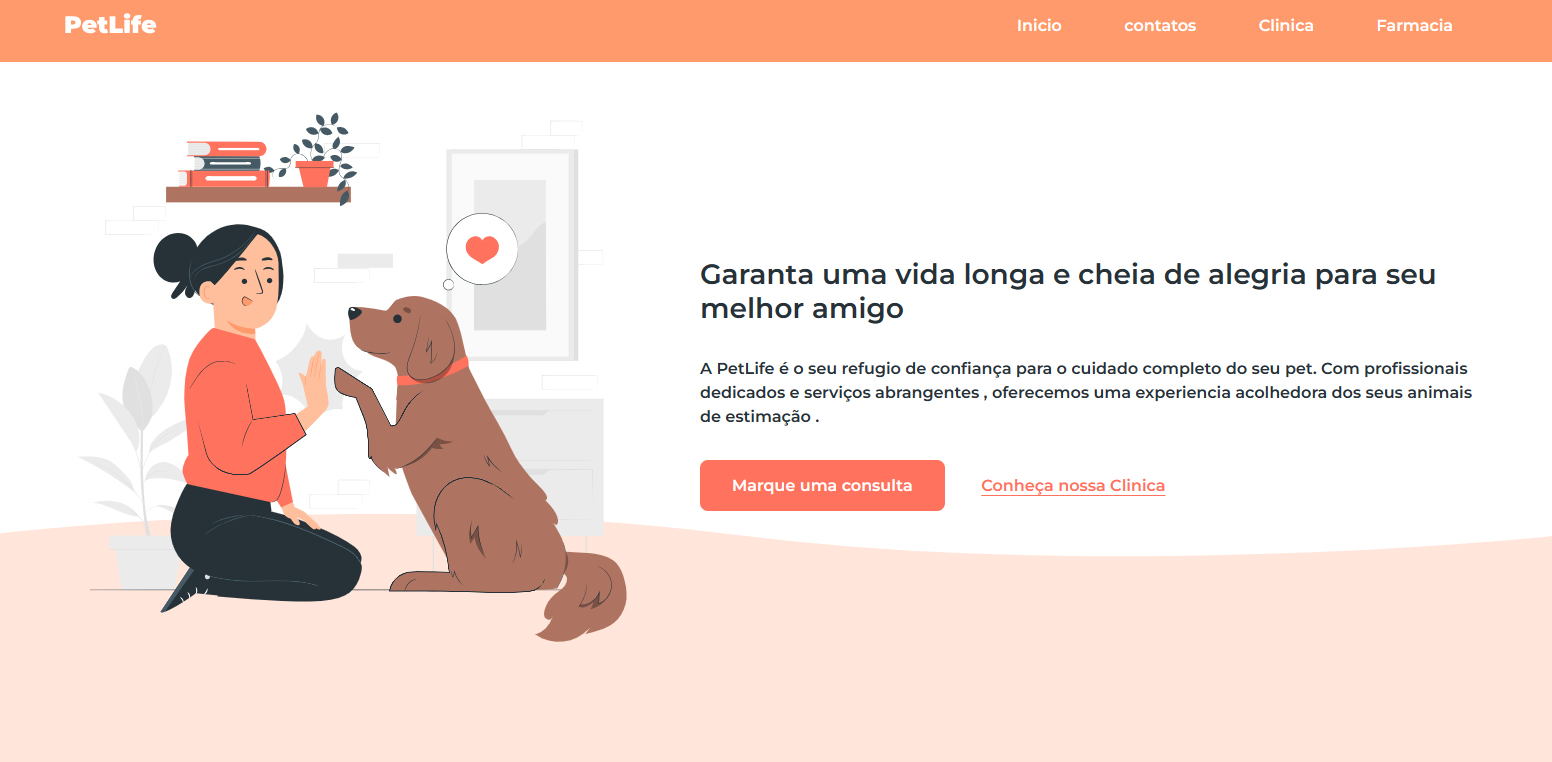 PetLife
Inicio
contatos
Clinica
Farmacia
Garanta uma vida longa e cheia de alegria para seu
melhor amigo
A PetLife é o seu refugio de confiança para o cuidado completo do seu pet. Com profissionais
dedicados e serviços abrangentes , oferecemos uma experiencia acolhedora dos seus animais
de estimação .
Marque uma consulta
Conheça nossa Clinica